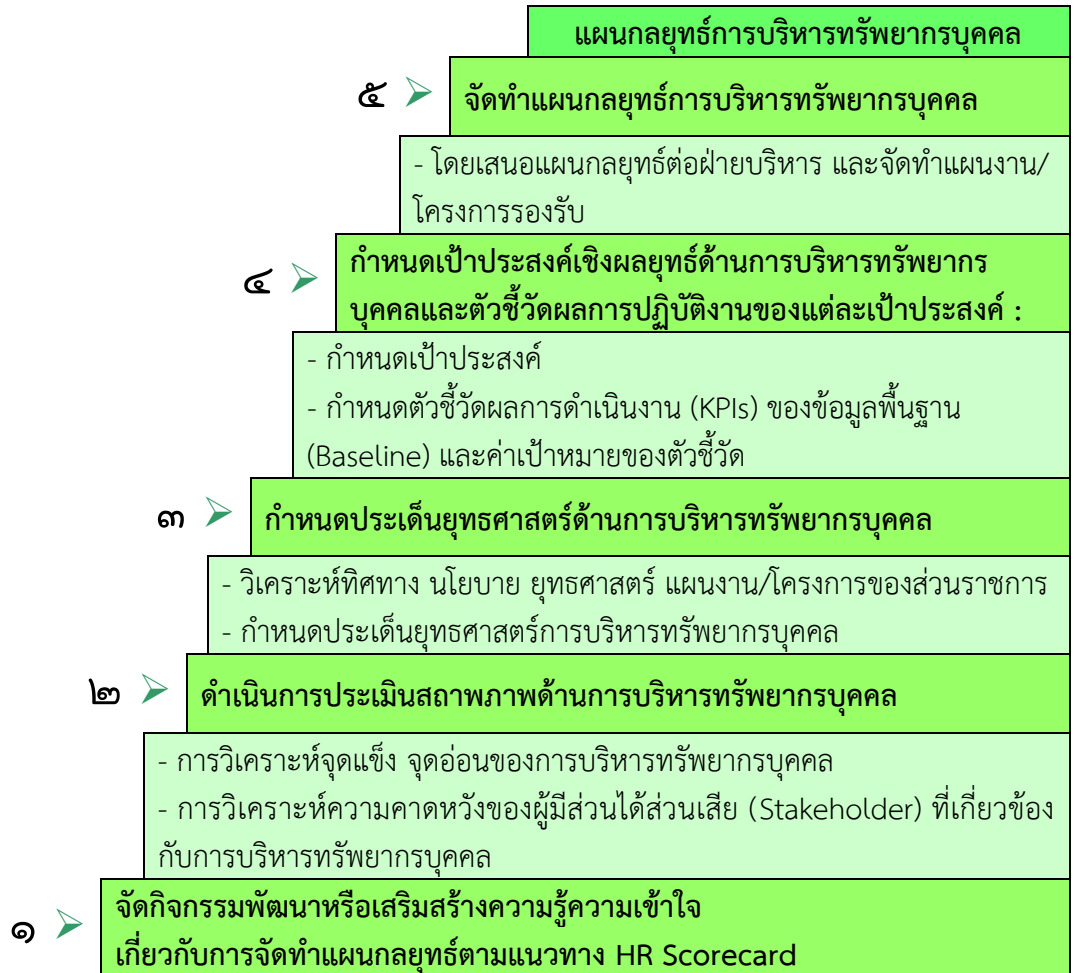 แผนกลยุทธ์การบริหารทรัพยากรบุคคล
๕ ➢ จัดทำแผนกลยุทธ์การบริหารทรัพยากรบุคคล
- โดยเสนอแผนกลยุทธ์ต่อฝ่ายบริหาร และจัดทำแผนงาน/
โครงการรองรับ
๔ ➢ กำหนดเป้าประสงค์เชิงผลยุทธ์ด้านการบริหารทรัพยากร
บุคคลและตัวชี้วัดผลการปฏิบัติงานของแต่ละเป้าประสงค์ :
- กำหนดเป้าประสงค์
- กำหนดตัวชี้วัดผลการดำเนินงาน (KPIs) ของข้อมูลพื้นฐาน
(Baseline) และค่าเป้าหมายของตัวชี้วัด
๓ ➢ กำหนดประเด็นยุทธศาสตร์ด้านการบริหารทรัพยากรบุคคล
- วิเคราะห์ทิศทาง นโยบาย ยุทธศาสตร์ แผนงาน/โครงการของส่วนราชการ
- กำหนดประเด็นยุทธศาสตร์การบริหารทรัพยากรบุคคล
๒ ➢ ดำเนินการประเมินสถาพภาพด้านการบริหารทรัพยากรบุคคล
- การวิเคราะห์จุดแข็ง จุดอ่อนของการบริหารทรัพยากรบุคคล
- การวิเคราะห์ความคาดหวังของผู้มีส่วนได้ส่วนเสีย (Stakeholder) ที่เกี่ยวข้อง
กับการบริหารทรัพยากรบุคคล
๑ ➢ จัดกิจกรรมพัฒนาหรือเสริมสร้างความรู้ความเข้าใจ
เกี่ยวกับการจัดทำแผนกลยุทธ์ตามแนวทาง HR Scorecard